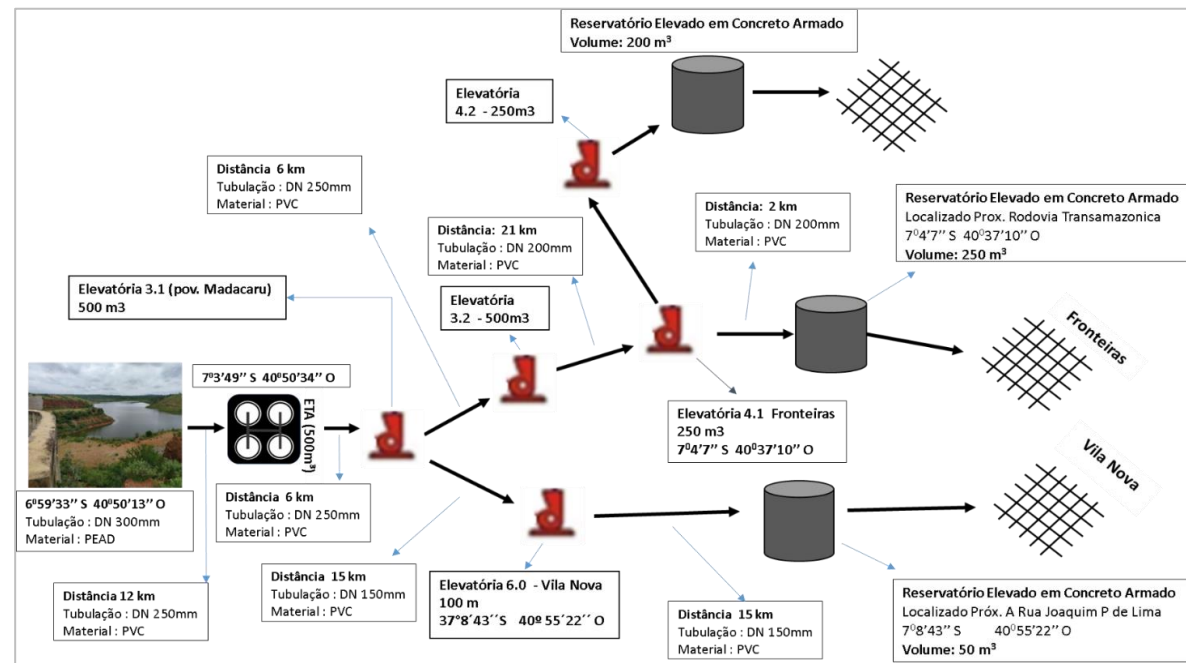 Reservatório Elevado em Concreto Armado
Volume: 200 m³
Elevatória
4.2 - 250m3
Distância 6 km
Tubulação : DN 250mm
Material : PVC
Distância: 21 km
Tubulação : DN 200mm
Material : PVC
Distância: 2 km
Tubulação : DN 200mm
Material : PVC
Reservatório Elevado em Concreto Armado
Localizado Prox. Rodovia Transamazonica
7⁰4’7’’ S 40⁰37’10’’ O
Volume: 250 m³
Elevatória 3.1 (pov. Madacaru)
500 m3
Elevatória
3.2 - 500m3
Fronteiras
7⁰3’49’’ S 40⁰50’34’’ O
ETA (500m³)
Elevatória 4.1 Fronteiras
250 m3
7⁰4’7’’ S 40⁰37’10’’ O
Vila Nova
6⁰59’33’’ S 40⁰50’13’’ O
Tubulação : DN 300mm
Material : PEAD
Distância 6 km
Tubulação : DN 250mm
Material : PVC
Distância 12 km
Tubulação : DN 250mm
Material : PVC
Distância 15 km
Tubulação : DN 150mm
Material : PVC
Elevatória 6.0 - Vila Nova
100 m
37°8´43´´S 40º 55´22´´ O
Distância 15 km
Tubulação : DN 150mm
Material : PVC
Reservatório Elevado em Concreto Armado
Localizado Próx. A Rua Joaquim P de Lima
7⁰8’43’’ S 40⁰55’22’’ O
Volume: 50 m³